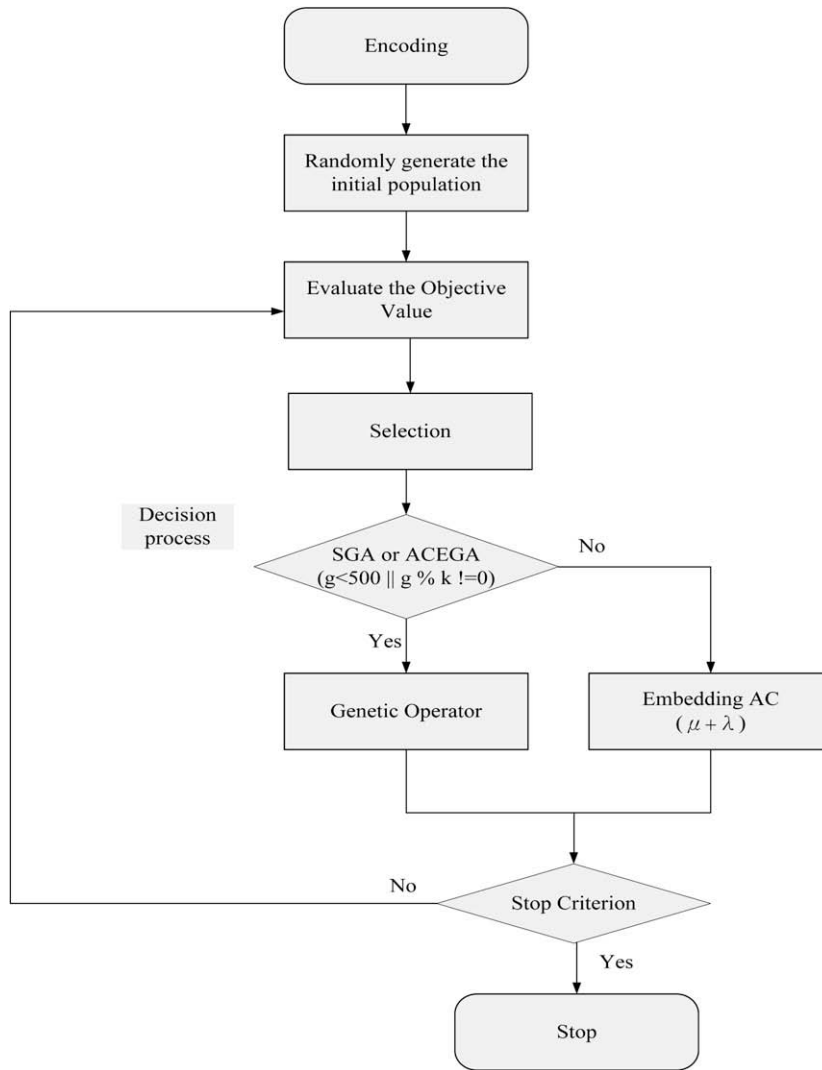 Encoding
Randomly generate the
initial population
Evaluate the Objective
Value
Selection
Decision
process
SGA or ACEGA
(g<500 || g % k !=0)
No
Yes
Genetic Operator
Embedding AC
( μ + λ )
No
Stop Criterion
Yes
Stop